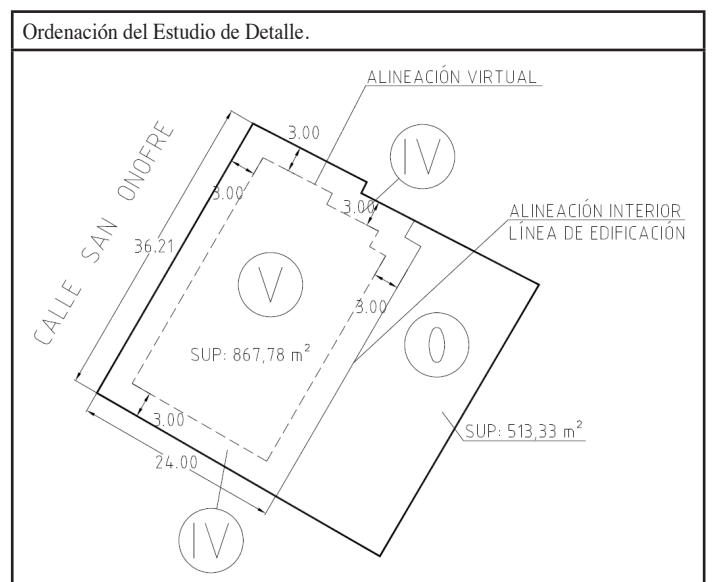 Ordenación del Estudio de Detalle.
ALINEACIÓN VIRTUAL
3.00
IV
CALLE SAN ONOFRE
3.00
3.00
ALINEACIÓN INTERIOR
LÍNEA DE EDIFICACIÓN
36.21
V
3.00
0
SUP: 867,78 m²
3.00
SUP: 513,33 m²
24.00
IV